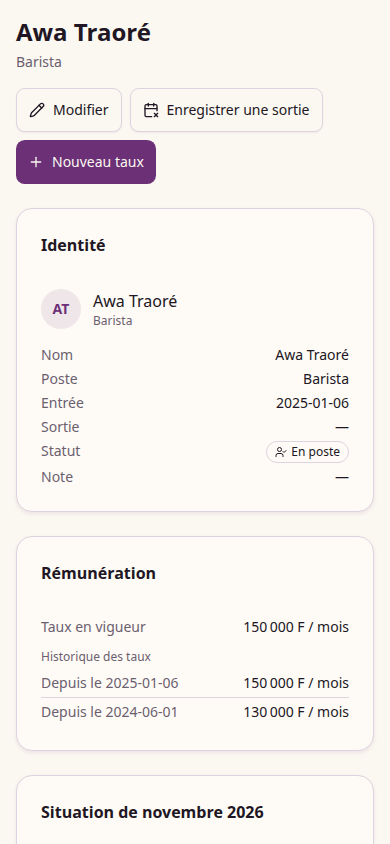 Awa Traoré
Barista
Modifier
Enregistrer une sortie
Nouveau taux
Identité
AT
Awa Traoré
Barista
Nom Awa Traoré
Poste Barista
Entrée 2025-01-06
Sortie —
Statut En poste
Note —
Rémunération
Taux en vigueur 150 000 F / mois
Historique des taux
Depuis le 2025-01-06 150 000 F / mois
Depuis le 2024-06-01 130 000 F / mois
Situation de novembre 2026